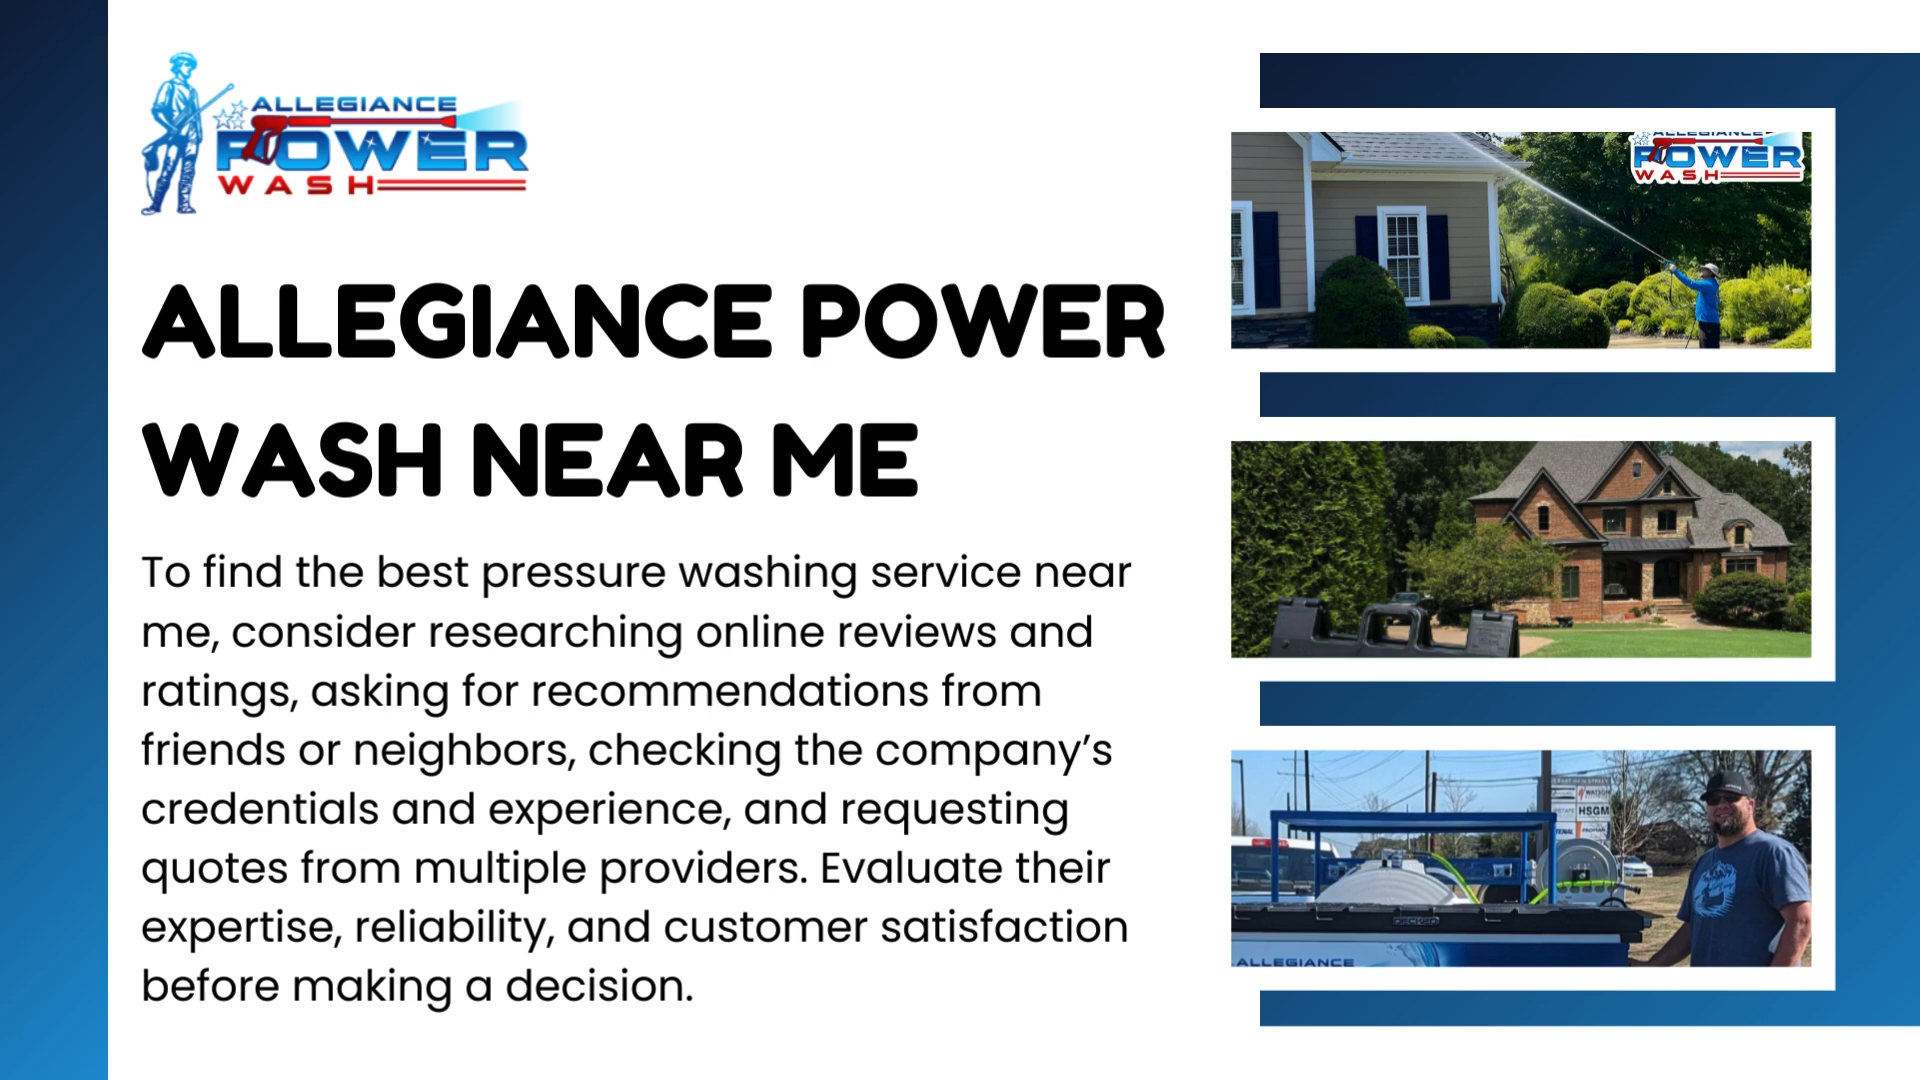 ALLEGIANCE
POWER
WASH
ALLEGIANCE POWER
WASH NEAR ME
To find the best pressure washing service near
me, consider researching online reviews and
ratings, asking for recommendations from
friends or neighbors, checking the company’s
credentials and experience, and requesting
quotes from multiple providers. Evaluate their
expertise, reliability, and customer satisfaction
before making a decision.
ALLEGIANCE
POWER
WASH
HSGM
DECKED
ALLEGIANCE